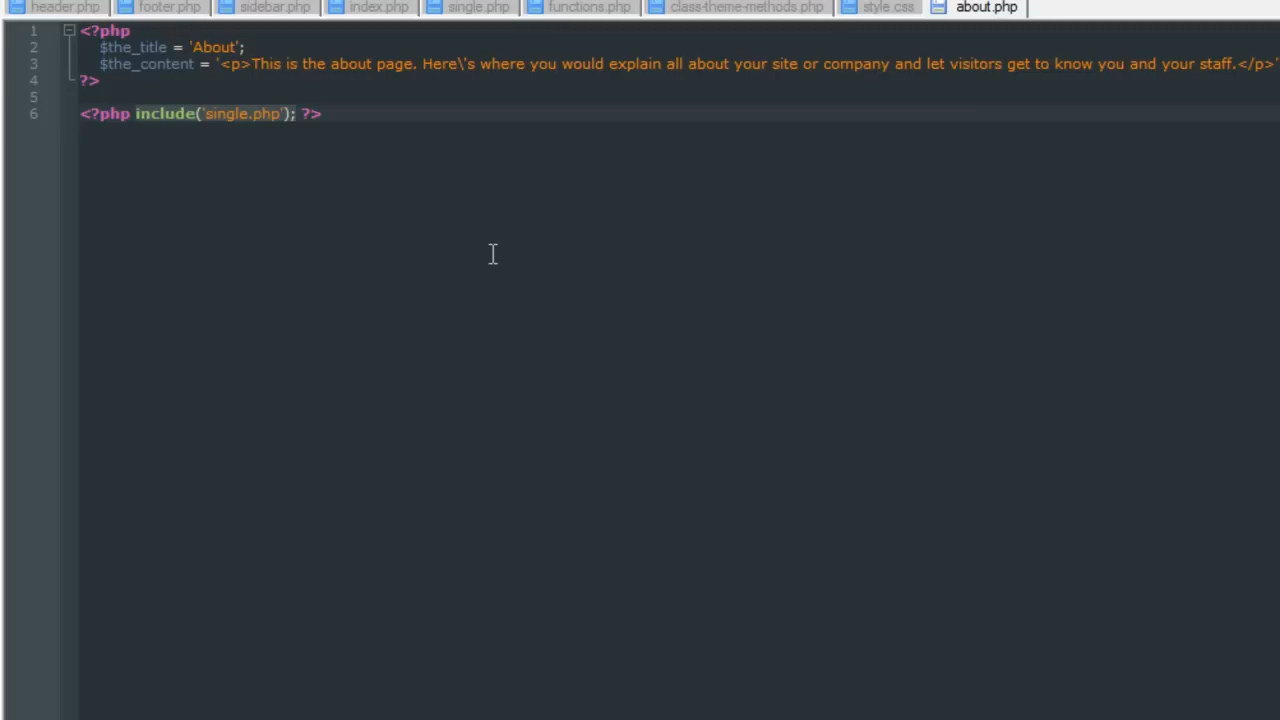 header.php footer.php sidebar.php index.php single.php functions.php class-theme-methods.php style.css about.php
1 <?php
2 $the_title = 'About';
3 $the_content = '<p>This is the about page. Here\'s where you would explain all about your site or company and let visitors get to know you and your staff.</p>'
4 ?>
5
6 <?php include('single.php'); ?>